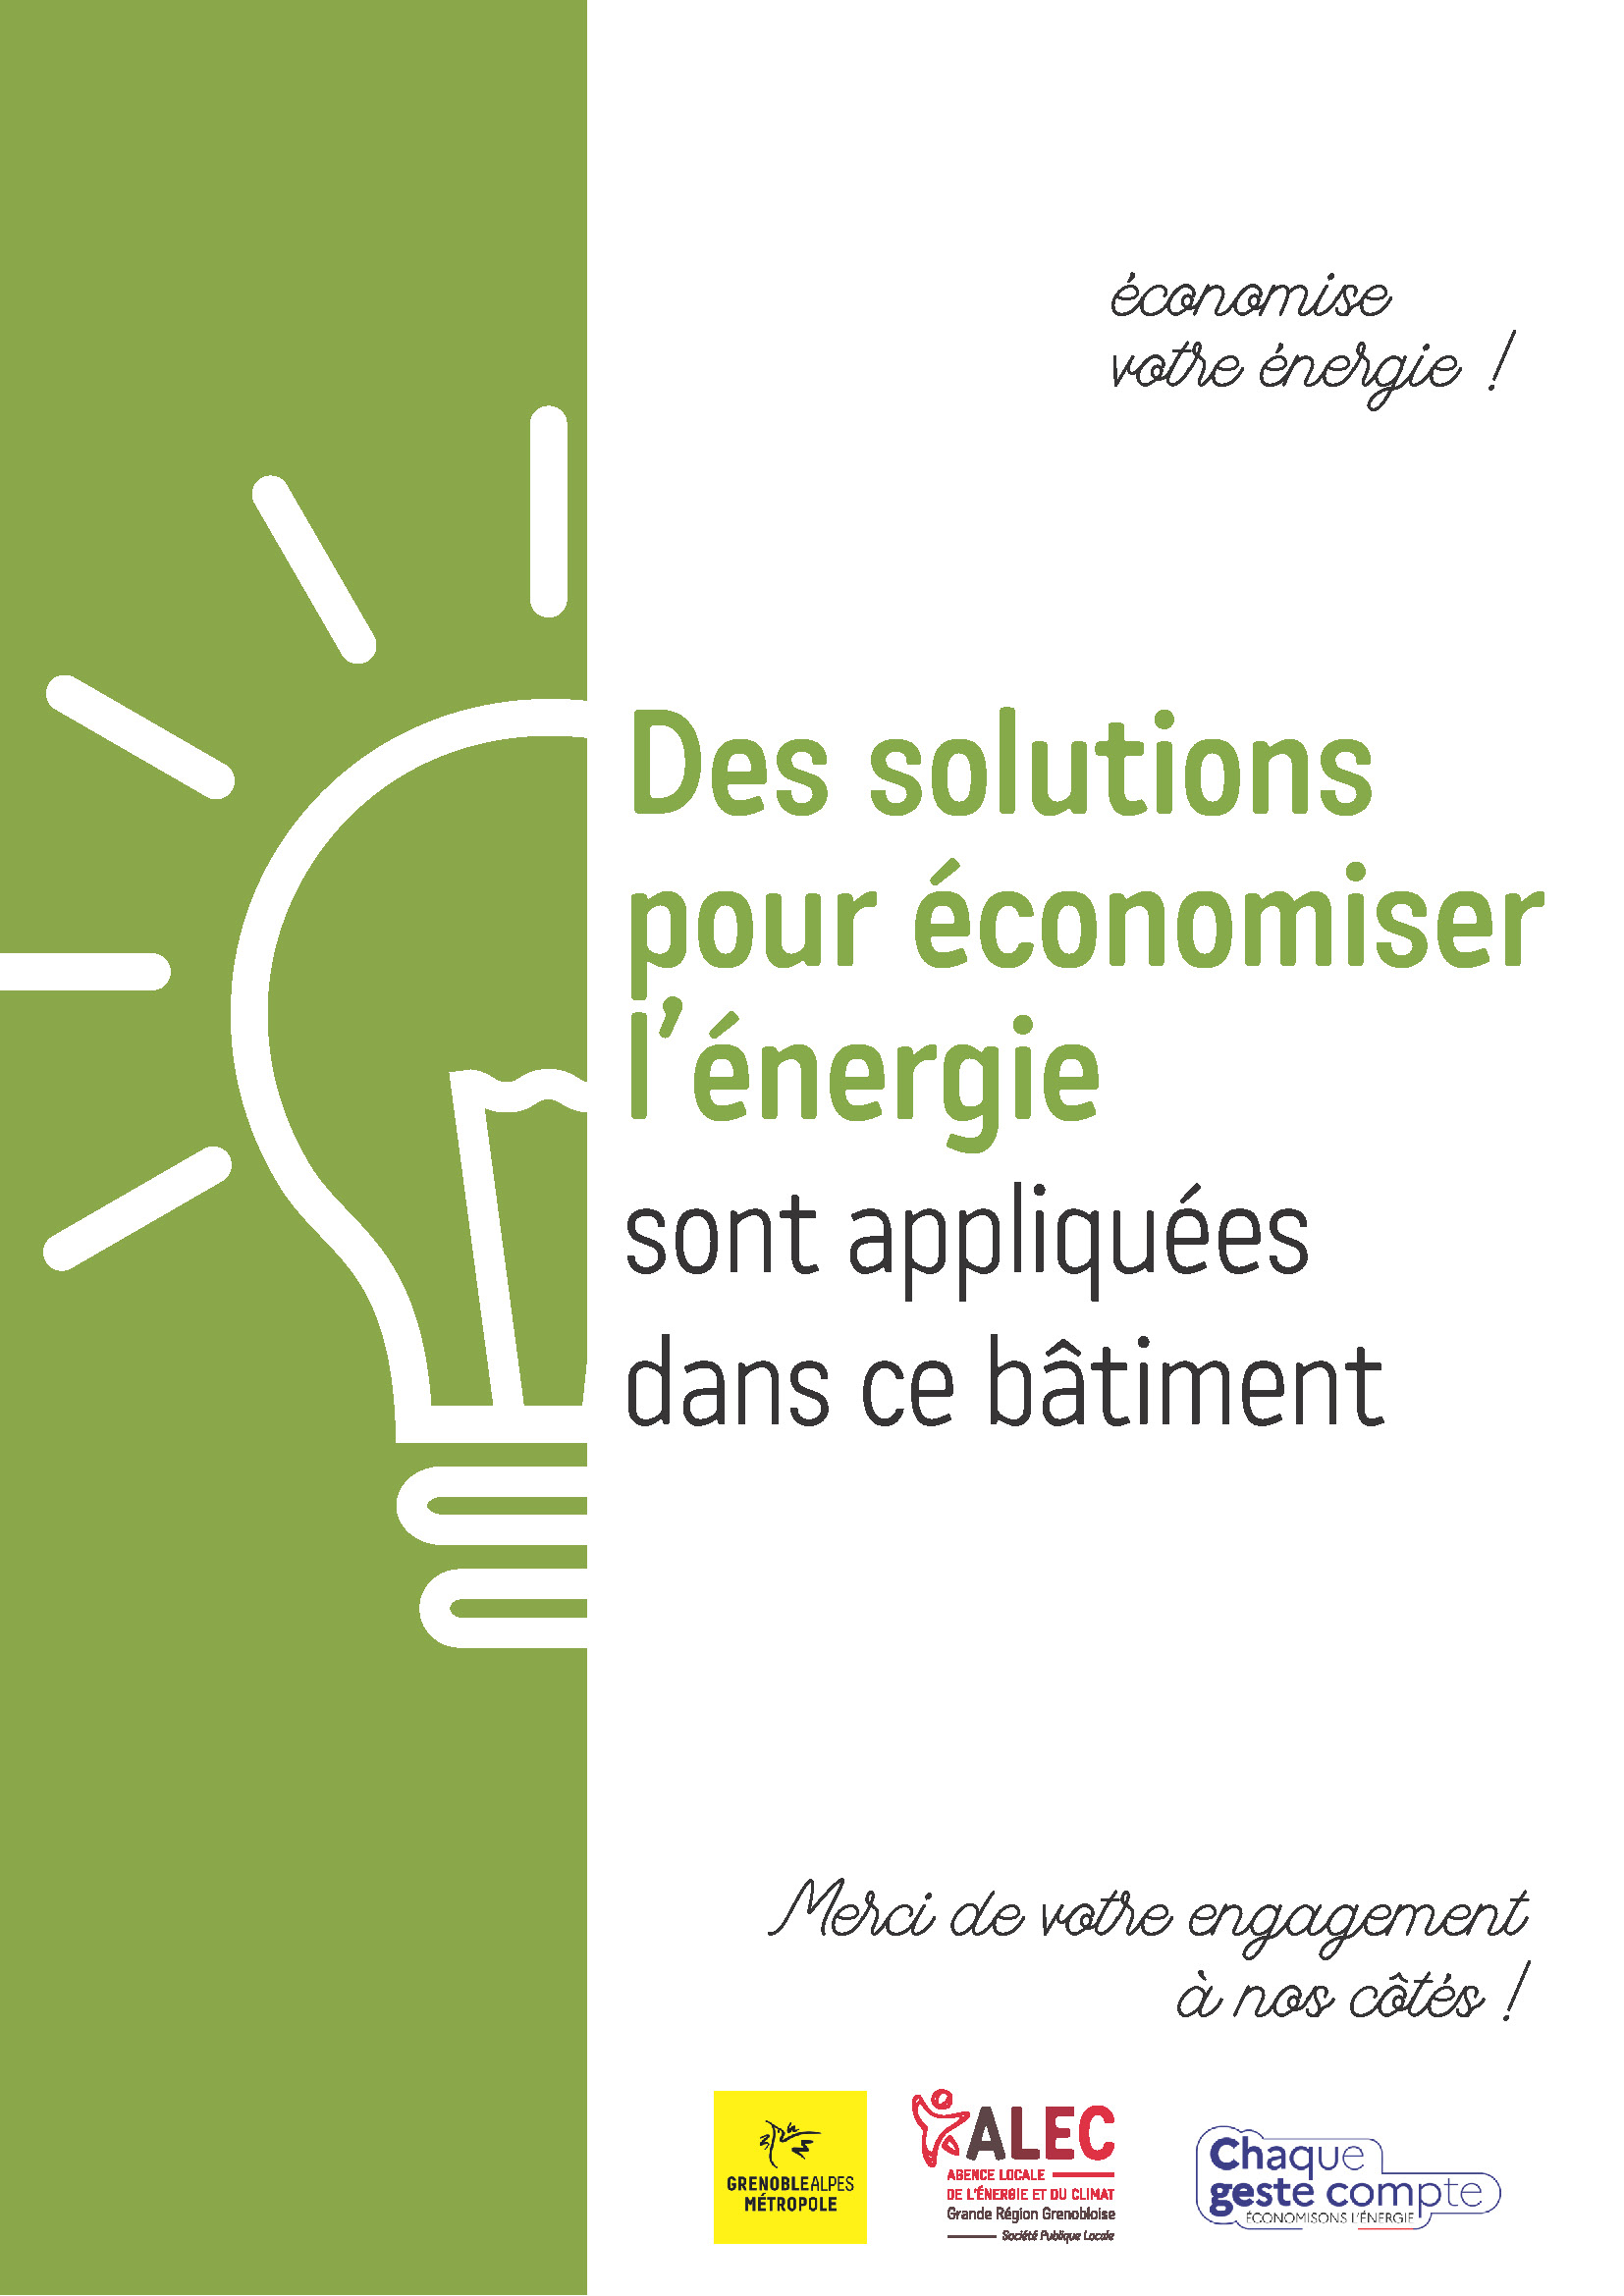 économise
votre énergie !
Des solutions
pour économiser
l'énergie
sont appliquées
dans ce bâtiment
Merci de votre engagement
à nos côtés !
GRENOBLEALPES
MÉTROPOLE
ALEC
AGENCE LOCALE
DE L'ÉNERGIE ET DU CLIMAT
Grande Région Grenobloise
Société Publique Locale
Chaque
geste compte
ÉCONOMISONS L'ÉNERGIE